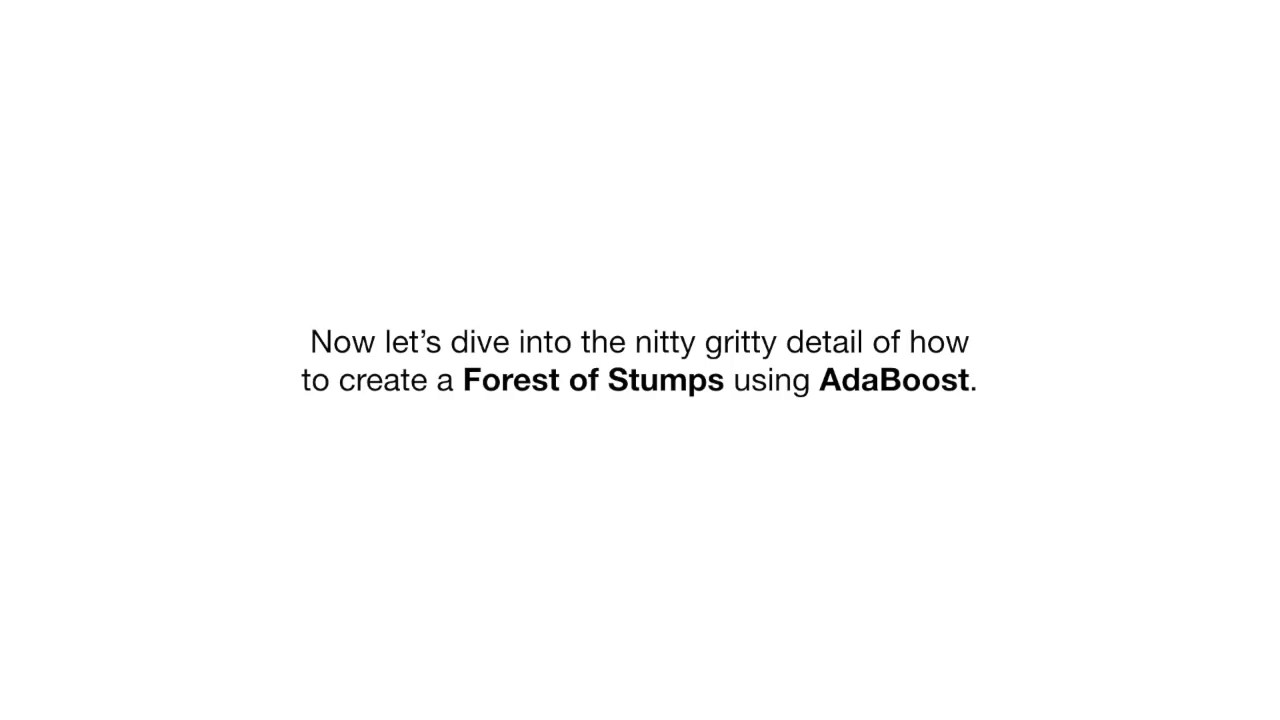 Now let’s dive into the nitty gritty detail of how
to create a Forest of Stumps using AdaBoost.